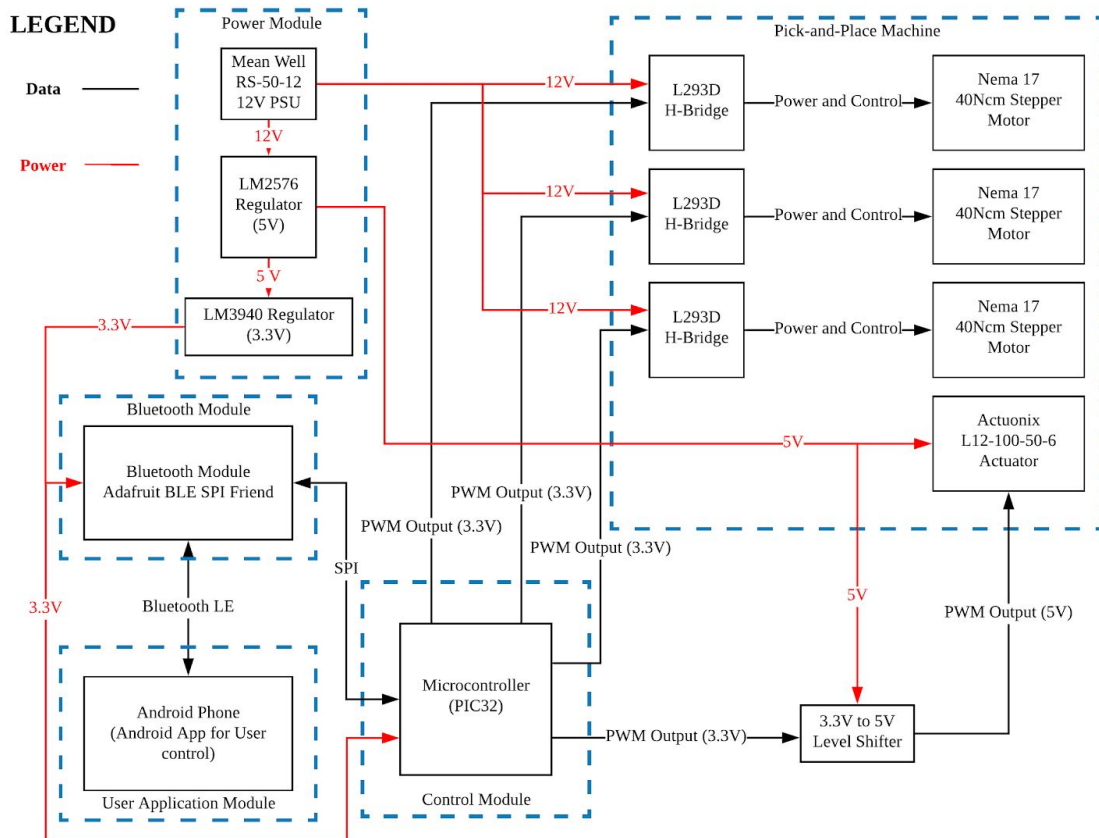 LEGEND
Data
Power
Power Module
Mean Well
RS-50-12
12V PSU
12V
LM2576
Regulator
(5V)
5 V
LM3940 Regulator
(3.3V)
3.3V
Pick-and-Place Machine
12V
L293D
H-Bridge
Power and Control
Nema 17
40Ncm Stepper
Motor
12V
L293D
H-Bridge
Power and Control
Nema 17
40Ncm Stepper
Motor
12V
L293D
H-Bridge
Power and Control
Nema 17
40Ncm Stepper
Motor
5V
Actuonix
L12-100-50-6
Actuator
Bluetooth Module
Bluetooth Module
Adafruit BLE SPI Friend
PWM Output (3.3V)
PWM Output (3.3V)
PWM Output (3.3V)
SPI
3.3V
Bluetooth LE
5V
PWM Output (5V)
Android Phone
(Android App for User
control)
User Application Module
Microcontroller
(PIC32)
Control Module
PWM Output (3.3V)
3.3V to 5V
Level Shifter